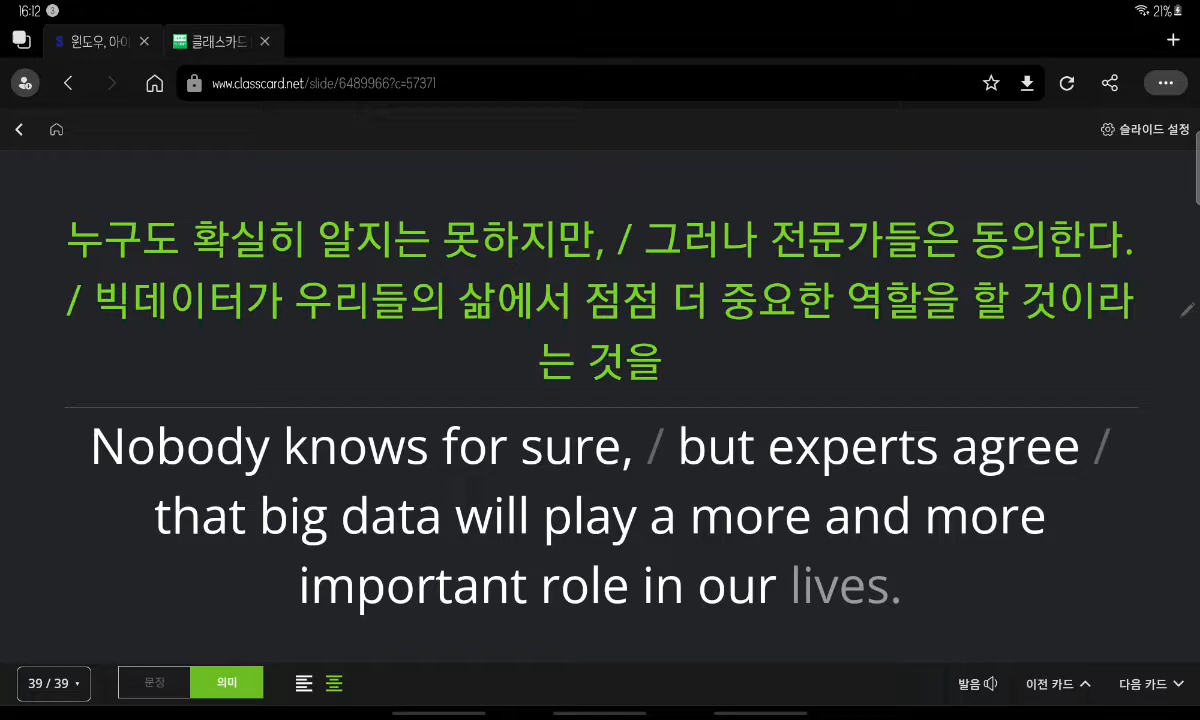 16:12 3
21%
S 윈도우, 아이
클래스카드
www.classcard.net/slide/6489966?c=57371
슬라이드 설정
누구도 확실히 알지는 못하지만, / 그러나 전문가들은 동의한다.
/ 빅데이터가 우리들의 삶에서 점점 더 중요한 역할을 할 것이라
는 것을
Nobody knows for sure, / but experts agree /
that big data will play a more and more
important role in our lives.
39 / 39
문장
의미
발음
이전 카드
다음 카드